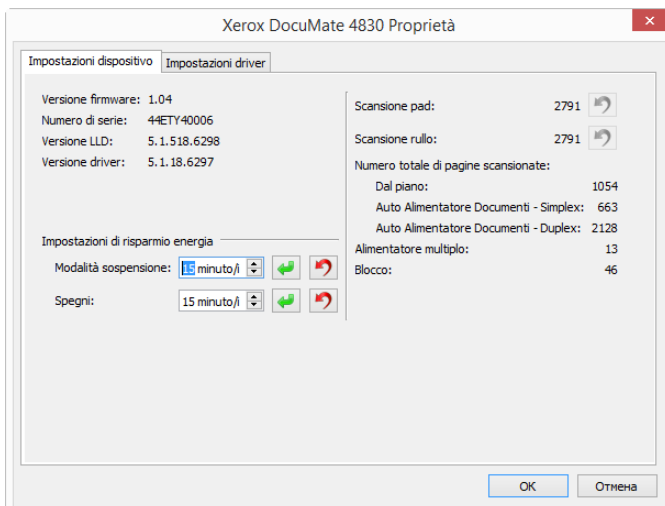 Xerox DocuMate 4830 Proprietà
Impostazioni dispositivo
Impostazioni driver
Versione firmware: 1.04
Numero di serie: 44ETY40006
Versione LLD: 5.1.518.6298
Versione driver: 5.1.18.6297
Impostazioni di risparmio energia
Modalità sospensione: 15 minuto/i
Spegni: 15 minuto/i
Scansione pad: 2791
Scansione rullo: 2791
Numero totale di pagine scansionate:
Dal piano: 1054
Auto Alimentatore Documenti - Simplex: 663
Auto Alimentatore Documenti - Duplex: 2128
Alimentatore multiplo: 13
Blocco: 46
OK
Отмена